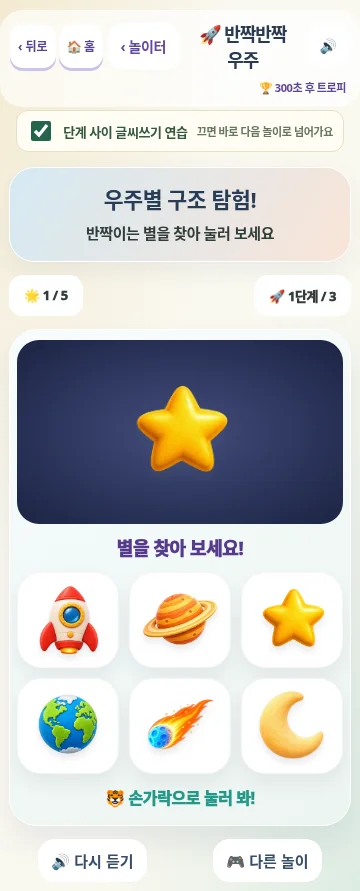 ‹ 뒤로
🏠 홈
‹ 놀이터
🚀 반짝반짝
우주
🔊
🏆 300초 후 트로피
단계 사이 글씨쓰기 연습 끄면 바로 다음 놀이로 넘어가요
우주별 구조 탐험!
반짝이는 별을 찾아 눌러 보세요
🌟 1 / 5
🚀 1단계 / 3
별을 찾아 보세요!
🐯 손가락으로 눌러 봐!
🔊 다시 듣기
🎮 다른 놀이